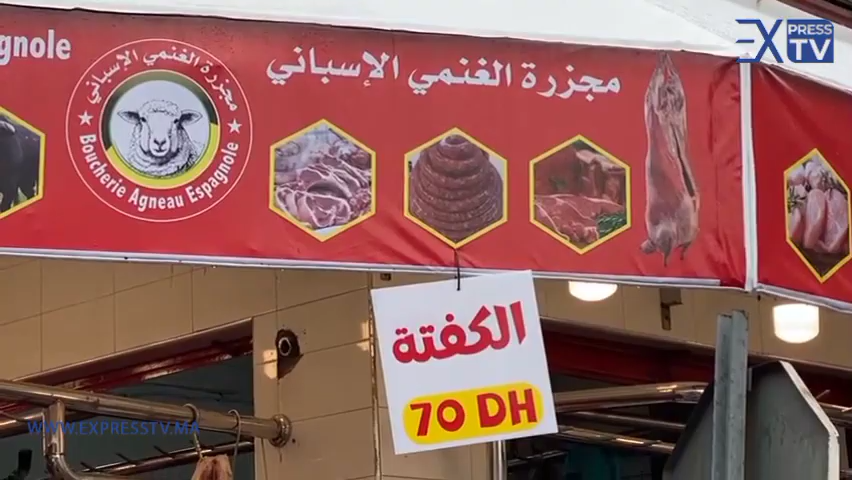 gnole
مجزرة الغنمي الإسباني
مجزرة الغنمي الإسباني
Boucherie Agneau Espagnole
الكفتة
70 DH
EXPRESS TV
WWW.EXPRESSTV.MA